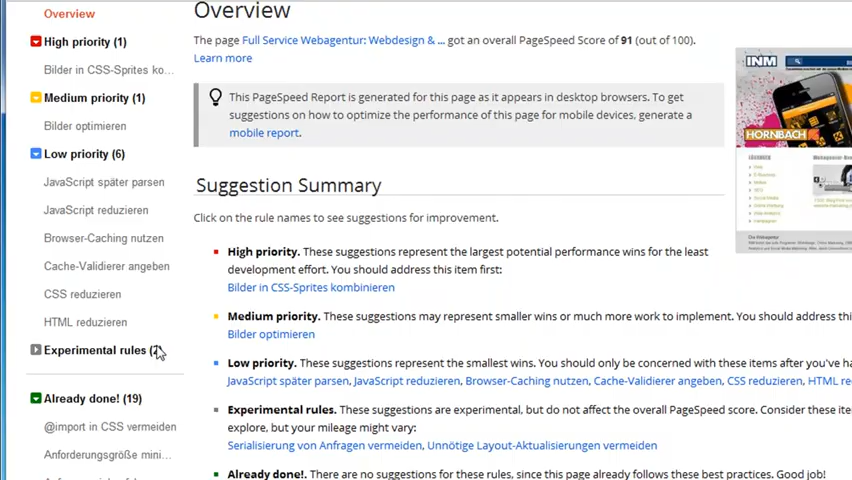 Overview
High priority (1)
Bilder in CSS-Sprites ko...
Medium priority (1)
Bilder optimieren
Low priority (6)
JavaScript später parsen
JavaScript reduzieren
Browser-Caching nutzen
Cache-Validierer angeben
CSS reduzieren
HTML reduzieren
Experimental rules (2)
Already done! (19)
@import in CSS vermeiden
Anforderungsgröße mini...
Overview
The page Full Service Webagentur: Webdesign & ... got an overall PageSpeed Score of 91 (out of 100).
Learn more
This PageSpeed Report is generated for this page as it appears in desktop browsers. To get
suggestions on how to optimize the performance of this page for mobile devices, generate a
mobile report.
Suggestion Summary
Click on the rule names to see suggestions for improvement.
High priority. These suggestions represent the largest potential performance wins for the least
development effort. You should address this item first:
Bilder in CSS-Sprites kombinieren
Medium priority. These suggestions may represent smaller wins or much more work to implement. You should address thi
Bilder optimieren
Low priority. These suggestions represent the smallest wins. You should only be concerned with these items after you've ha
JavaScript später parsen, JavaScript reduzieren, Browser-Caching nutzen, Cache-Validierer angeben, CSS reduzieren, HTML re
Experimental rules. These suggestions are experimental, but do not affect the overall PageSpeed score. Consider these ite
explore, but your mileage might vary:
Serialisierung von Anfragen vermeiden, Unnötige Layout-Aktualisierungen vermeiden
Already done!. There are no suggestions for these rules, since this page already follows these best practices. Good job!
INM
HORNBACH